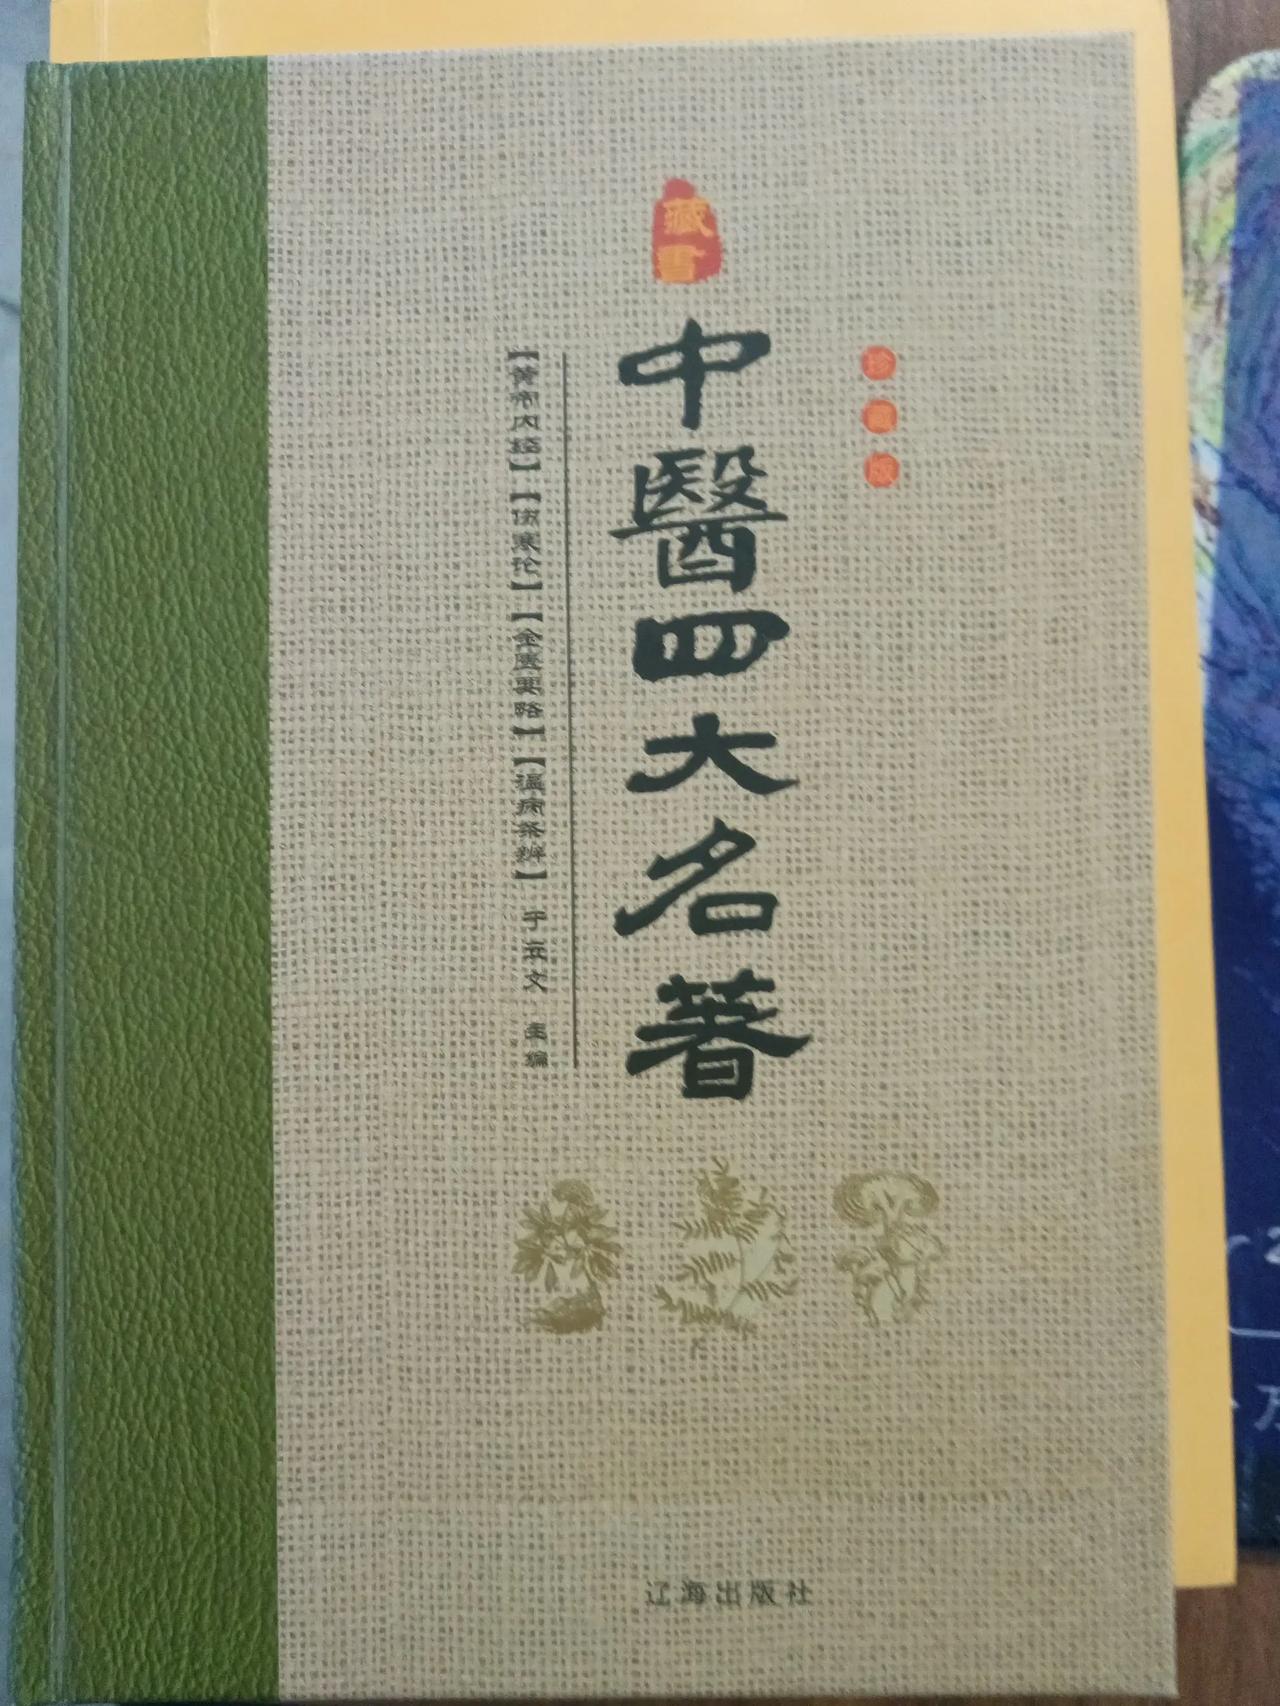 藏書
珍藏版
中醫四大名著
【黄帝内经】【伤寒论】【金匮要略】【温病条辨】 于英文 主编
辽海出版社